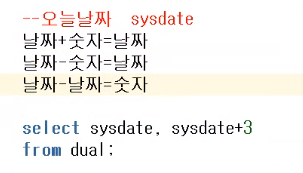 --오늘날짜 sysdate
날짜+숫자=날짜
날짜-숫자=날짜
날짜-날짜=숫자
select sysdate, sysdate+3
from dual;